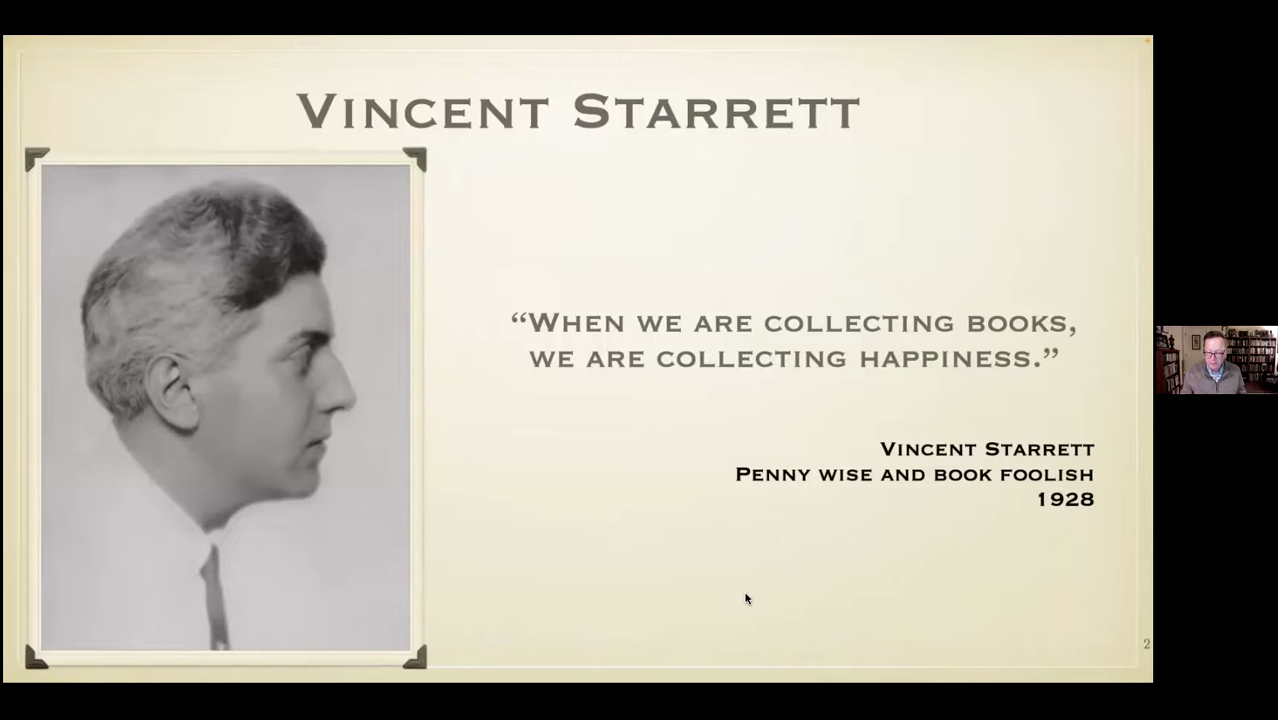 Vincent Starrett
“When we are collecting books,
we are collecting happiness.”
Vincent Starrett
Penny wise and book foolish
1928
2